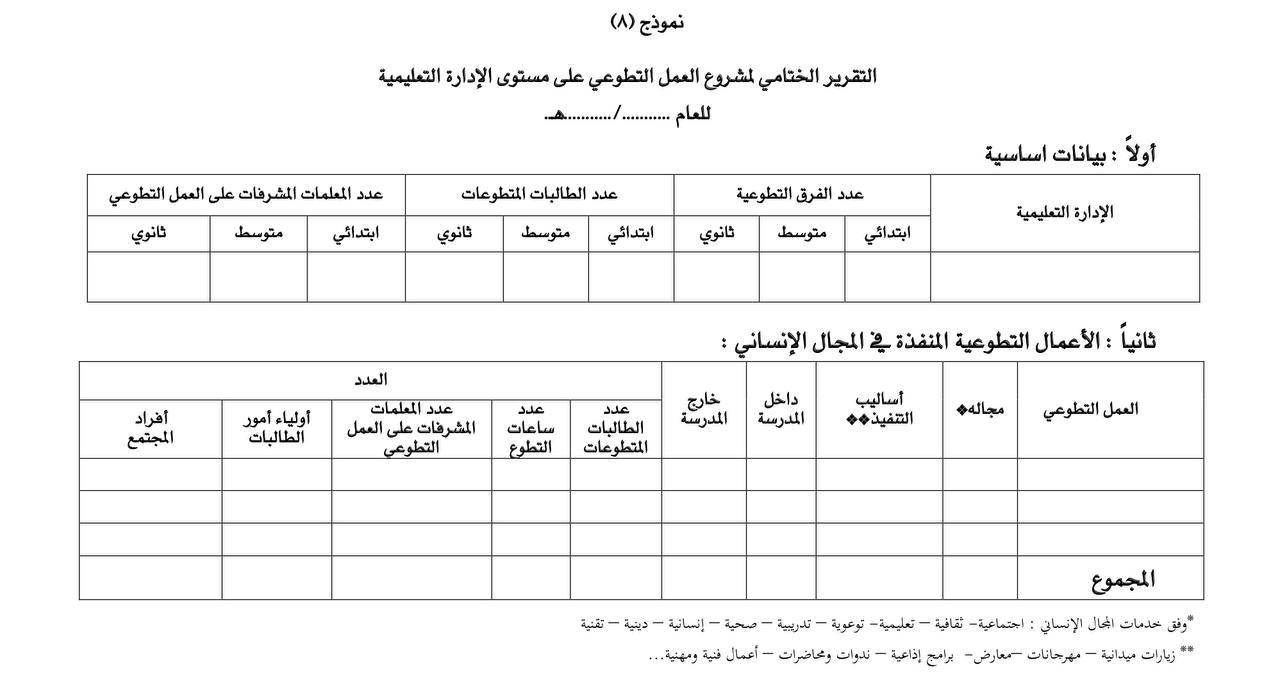 نموذج (٨)
التقرير الختامي لمشروع العمل التطوعي على مستوى الإدارة التعليمية
للعام .........../...........هـ.
أولاً : بيانات اساسية
الإدارة التعليمية عدد الفرق التطوعية عدد الطالبات المتطوعات عدد المعلمات المشرفات على العمل التطوعي
ابتدائي متوسط ثانوي ابتدائي متوسط ثانوي ابتدائي متوسط ثانوي
ثانياً : الأعمال التطوعية المنفذة في المجال الإنساني :
العمل التطوعي مجاله❖ أساليب التنفيذ❖❖ داخل المدرسة خارج المدرسة العدد
عدد الطالبات المتطوعات عدد ساعات التطوع عدد المعلمات المشرفات على العمل التطوعي أولياء أمور الطالبات أفراد المجتمع
المجموع
*وفق خدمات المجال الإنساني : اجتماعية- ثقافية – تعليمية- توعوية – تدريبية – صحية – إنسانية – دينية – تقنية
** زيارات ميدانية – مهرجانات –معارض- برامج إذاعية – ندوات ومحاضرات – أعمال فنية ومهنية...